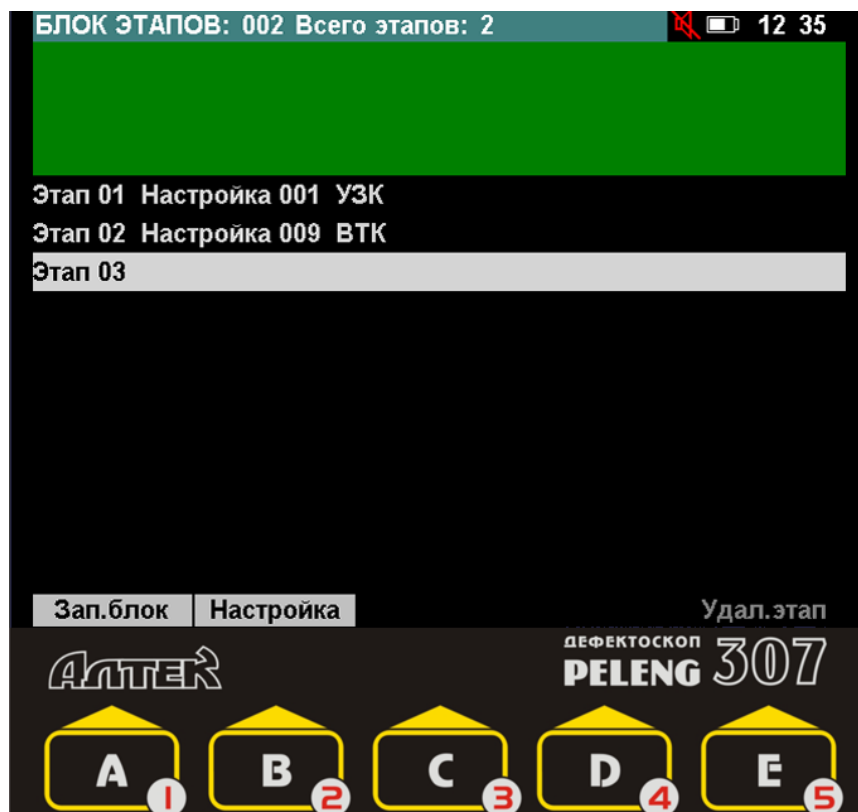 БЛОК ЭТАПОВ: 002 Всего этапов: 2 12 35
Этап 01 Настройка 001 УЗК
Этап 02 Настройка 009 ВТК
Этап 03
Зап.блок Настройка Удал.этап
Алтек ДЕФЕКТОСКОП PELENG 307
A 1 B 2 C 3 D 4 E 5